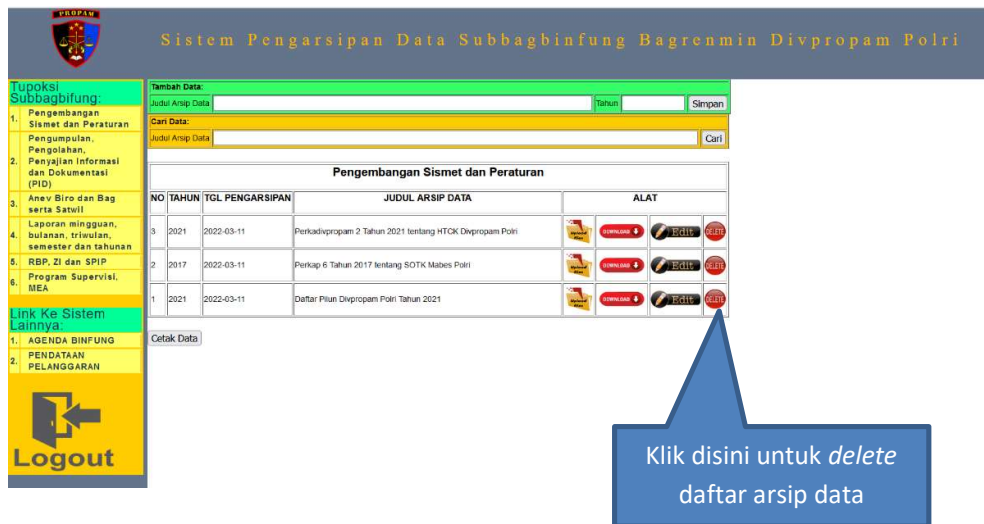 PROPAM
Sistem Pengarsipan Data Subbagbinfung Bagrenmin Divpropam Polri
Tupoksi
Subbagbifung:
1. Pengembangan
Sismet dan Peraturan
2. Pengumpulan,
Pengolahan,
Penyajian Informasi
dan Dokumentasi
(PID)
3. Anev Biro dan Bag
serta Satwil
4. Laporan mingguan,
bulanan, triwulan,
semester dan tahunan
5. RBP, ZI dan SPIP
6. Program Supervisi,
MEA
Link Ke Sistem
Lainnya:
1. AGENDA BINFUNG
2. PENDATAAN
PELANGGARAN
Logout
Tambah Data:
Judul Arsip Data Tahun Simpan
Cari Data:
Judul Arsip Data Cari
Pengembangan Sismet dan Peraturan
NO TAHUN TGL PENGARSIPAN JUDUL ARSIP DATA ALAT
3 2021 2022-03-11 Perkadivpropam 2 Tahun 2021 tentang HTCK Divpropam Polri Upload Files DOWNLOAD Edit DELETE
2 2017 2022-03-11 Perkap 6 Tahun 2017 tentang SOTK Mabes Polri Upload Files DOWNLOAD Edit DELETE
1 2021 2022-03-11 Daftar Pilun Divpropam Polri Tahun 2021 Upload Files DOWNLOAD Edit DELETE
Cetak Data
Klik disini untuk delete
daftar arsip data